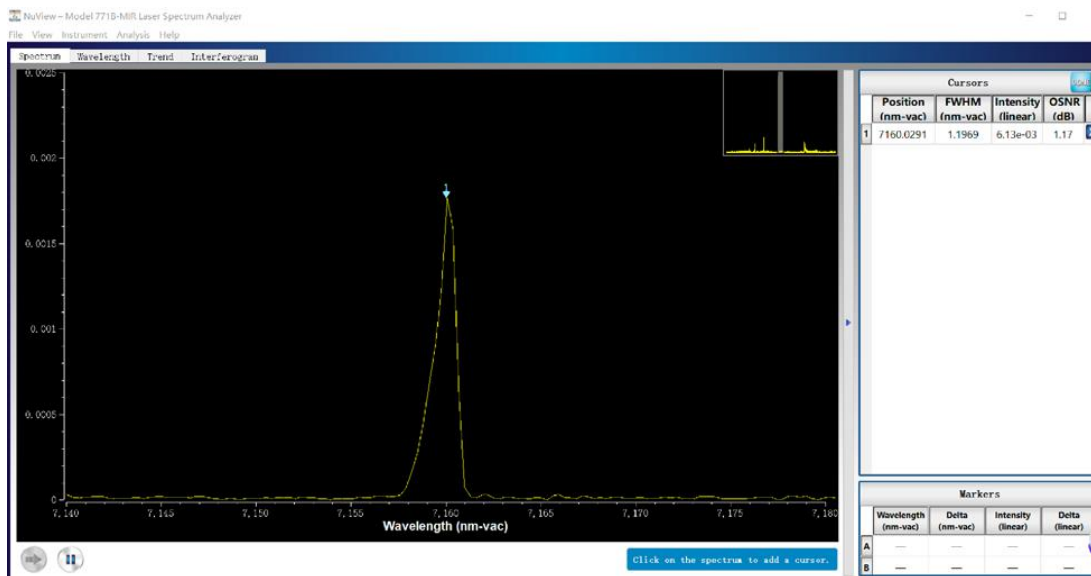 NuView – Model 771B-MIR Laser Spectrum Analyzer
File View Instrument Analysis Help
Spectrum Wavelength Trend Interferogram
0.0025
0.002
0.0015
0.001
0.0005
0
7,140 7,145 7,150 7,155 7,160 7,165 7,170 7,175 7,180
Wavelength (nm-vac)
1
Click on the spectrum to add a cursor.
Cursors
Position (nm-vac) FWHM (nm-vac) Intensity (linear) OSNR (dB)
1 7160.0291 1.1969 6.13e-03 1.17
Markers
Wavelength (nm-vac) Delta (nm-vac) Intensity (linear) Delta (linear)
A — — — —
B — — — —